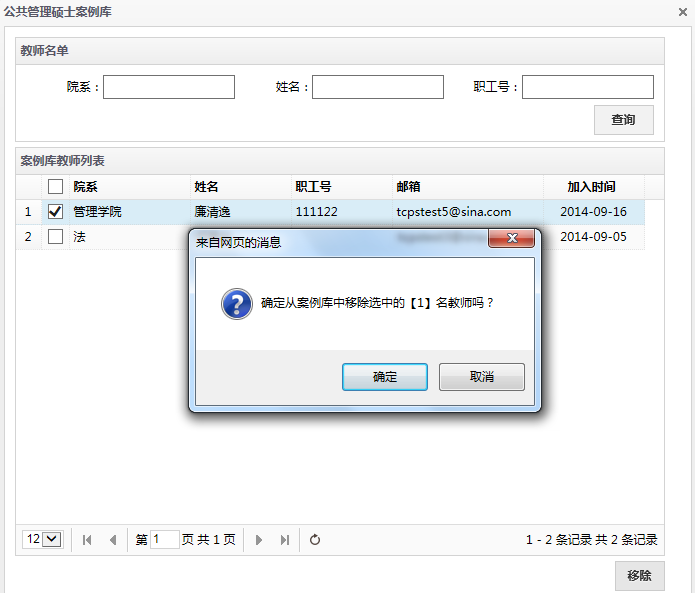 公共管理硕士案例库
教师名单
院系： 姓名： 职工号：
查询
案例库教师列表
院系 姓名 职工号 邮箱 加入时间
1 管理学院 廉清逸 111122 tcpstest5@sina.com 2014-09-16
2 法 2014-09-05
来自网页的消息
确定从案例库中移除选中的【1】名教师吗？
确定 取消
12 第 1 页 共 1 页 1 - 2 条记录 共 2 条记录
移除